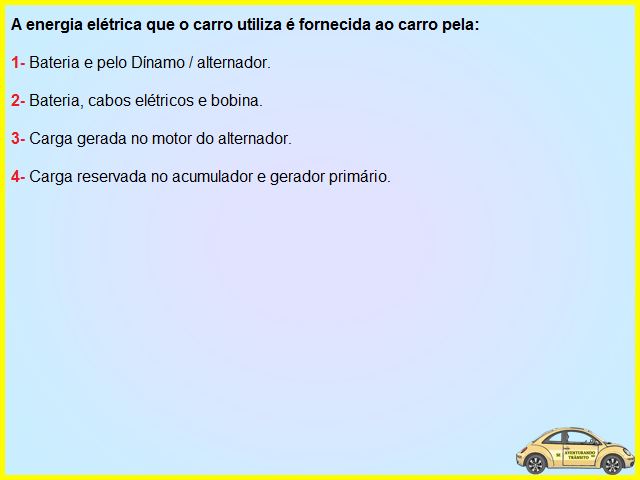 A energia elétrica que o carro utiliza é fornecida ao carro pela:
1- Bateria e pelo Dínamo / alternador.
2- Bateria, cabos elétricos e bobina.
3- Carga gerada no motor do alternador.
4- Carga reservada no acumulador e gerador primário.
AVENTURANDO
TRÂNSITO